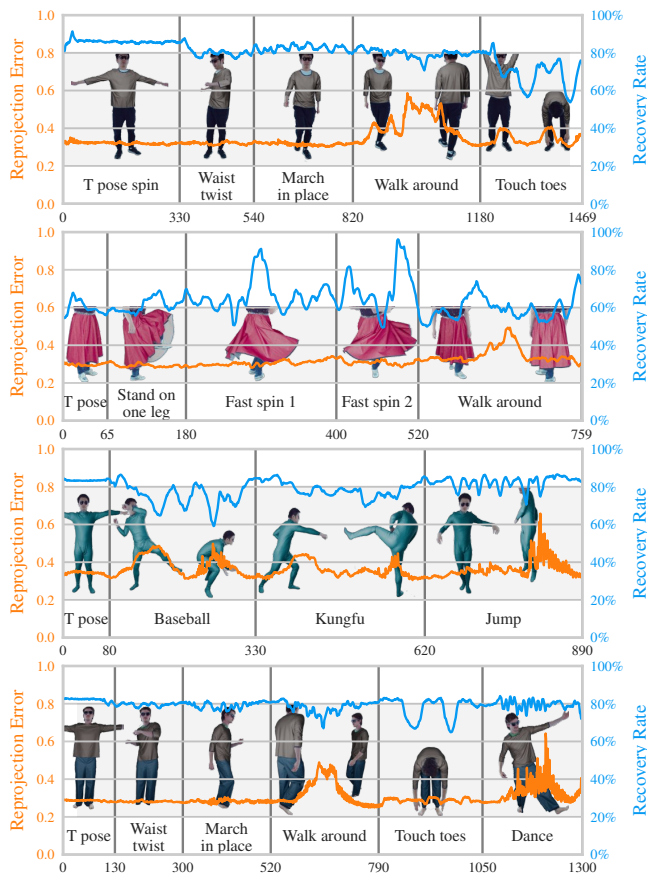 Reprojection Error
1.0
0.8
0.6
0.4
0.2
0.0
100%
80%
60%
40%
20%
0%
Recovery Rate
T pose spin
Waist
twist
March
in place
Walk around
Touch toes
0 330 540 820 1180 1469
Reprojection Error
1.0
0.8
0.6
0.4
0.2
0.0
100%
80%
60%
40%
20%
0%
Recovery Rate
T pose
Stand on
one leg
Fast spin 1
Fast spin 2
Walk around
0 65 180 400 520 759
Reprojection Error
1.0
0.8
0.6
0.4
0.2
0.0
100%
80%
60%
40%
20%
0%
Recovery Rate
T pose
Baseball
Kungfu
Jump
0 80 330 620 890
Reprojection Error
1.0
0.8
0.6
0.4
0.2
0.0
100%
80%
60%
40%
20%
0%
Recovery Rate
T pose
Waist
twist
March
in place
Walk around
Touch toes
Dance
0 130 300 520 790 1050 1300